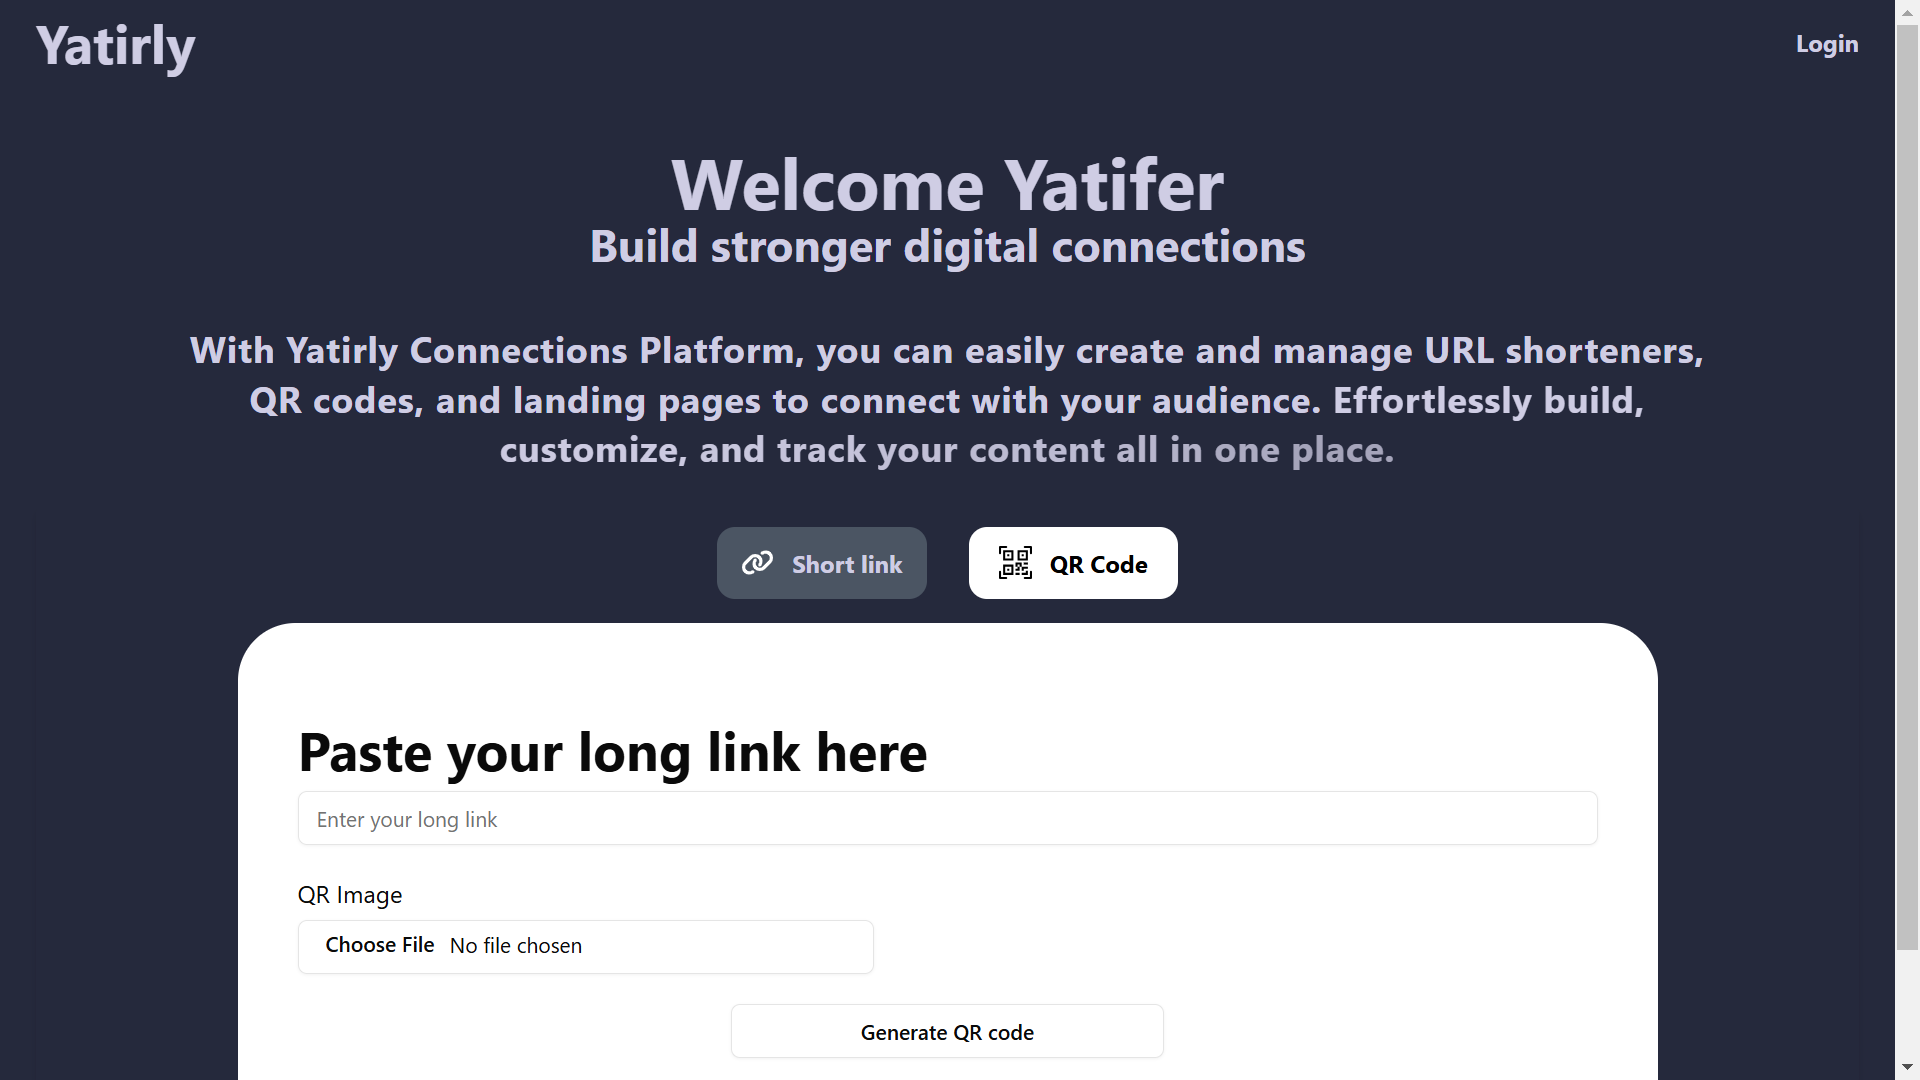 Yatirly
Login
Welcome Yatifer
Build stronger digital connections
With Yatirly Connections Platform, you can easily create and manage URL shorteners,
QR codes, and landing pages to connect with your audience. Effortlessly build,
customize, and track your content all in one place.
Short link
QR Code
Paste your long link here
Enter your long link
QR Image
Choose File No file chosen
Generate QR code